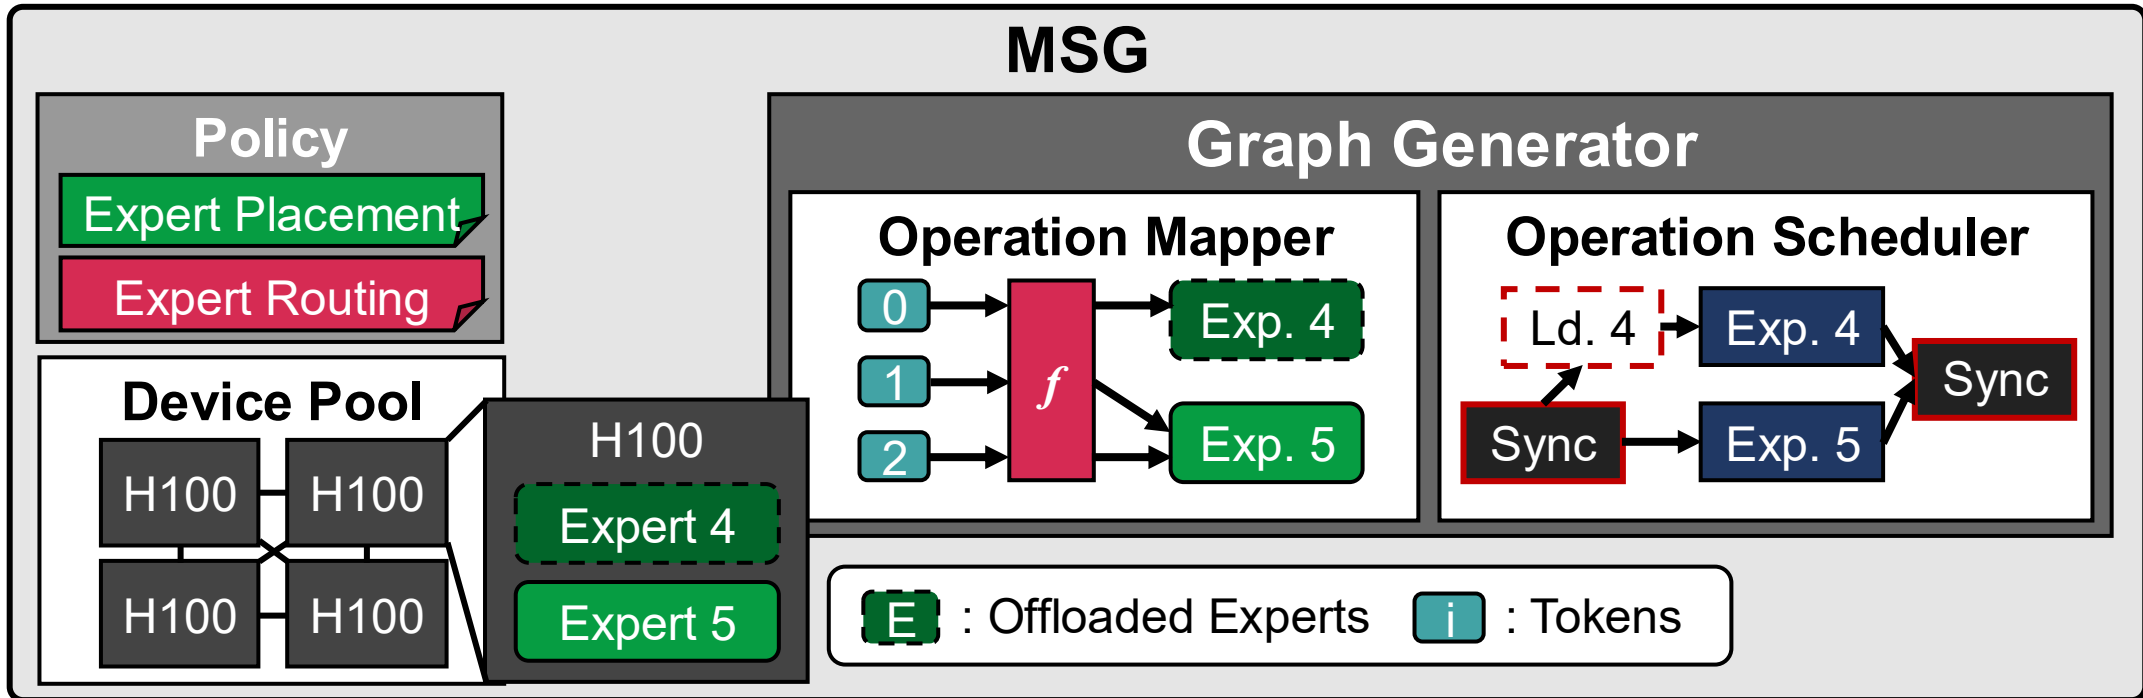 MSG
Policy
Expert Placement
Expert Routing
Device Pool
H100
H100
H100
H100
H100
Expert 4
Expert 5
Graph Generator
Operation Mapper
0
1
2
f
Exp. 4
Exp. 5
Operation Scheduler
Ld. 4
Exp. 4
Sync
Sync
Exp. 5
E : Offloaded Experts
i : Tokens